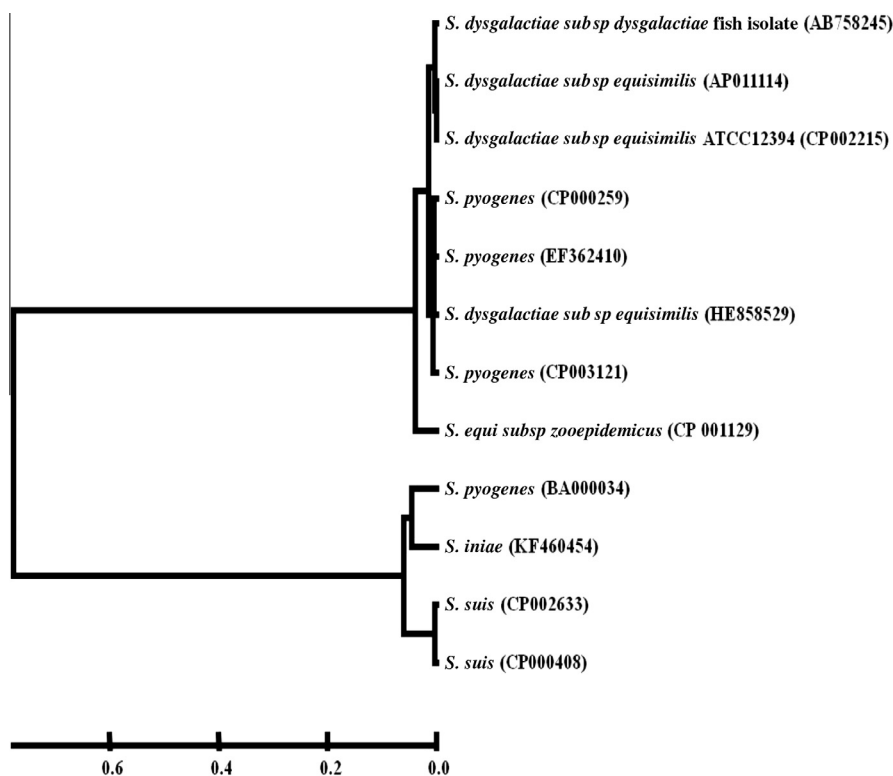 S. dysgalactiae subsp dysgalactiae fish isolate (AB758245)
S. dysgalactiae subsp equisimilis (AP011114)
S. dysgalactiae subsp equisimilis ATCC12394 (CP002215)
S. pyogenes (CP000259)
S. pyogenes (EF362410)
S. dysgalactiae subsp equisimilis (HE858529)
S. pyogenes (CP003121)
S. equi subsp zooepidemicus (CP 001129)
S. pyogenes (BA000034)
S. iniae (KF460454)
S. suis (CP002633)
S. suis (CP000408)
0.6 0.4 0.2 0.0